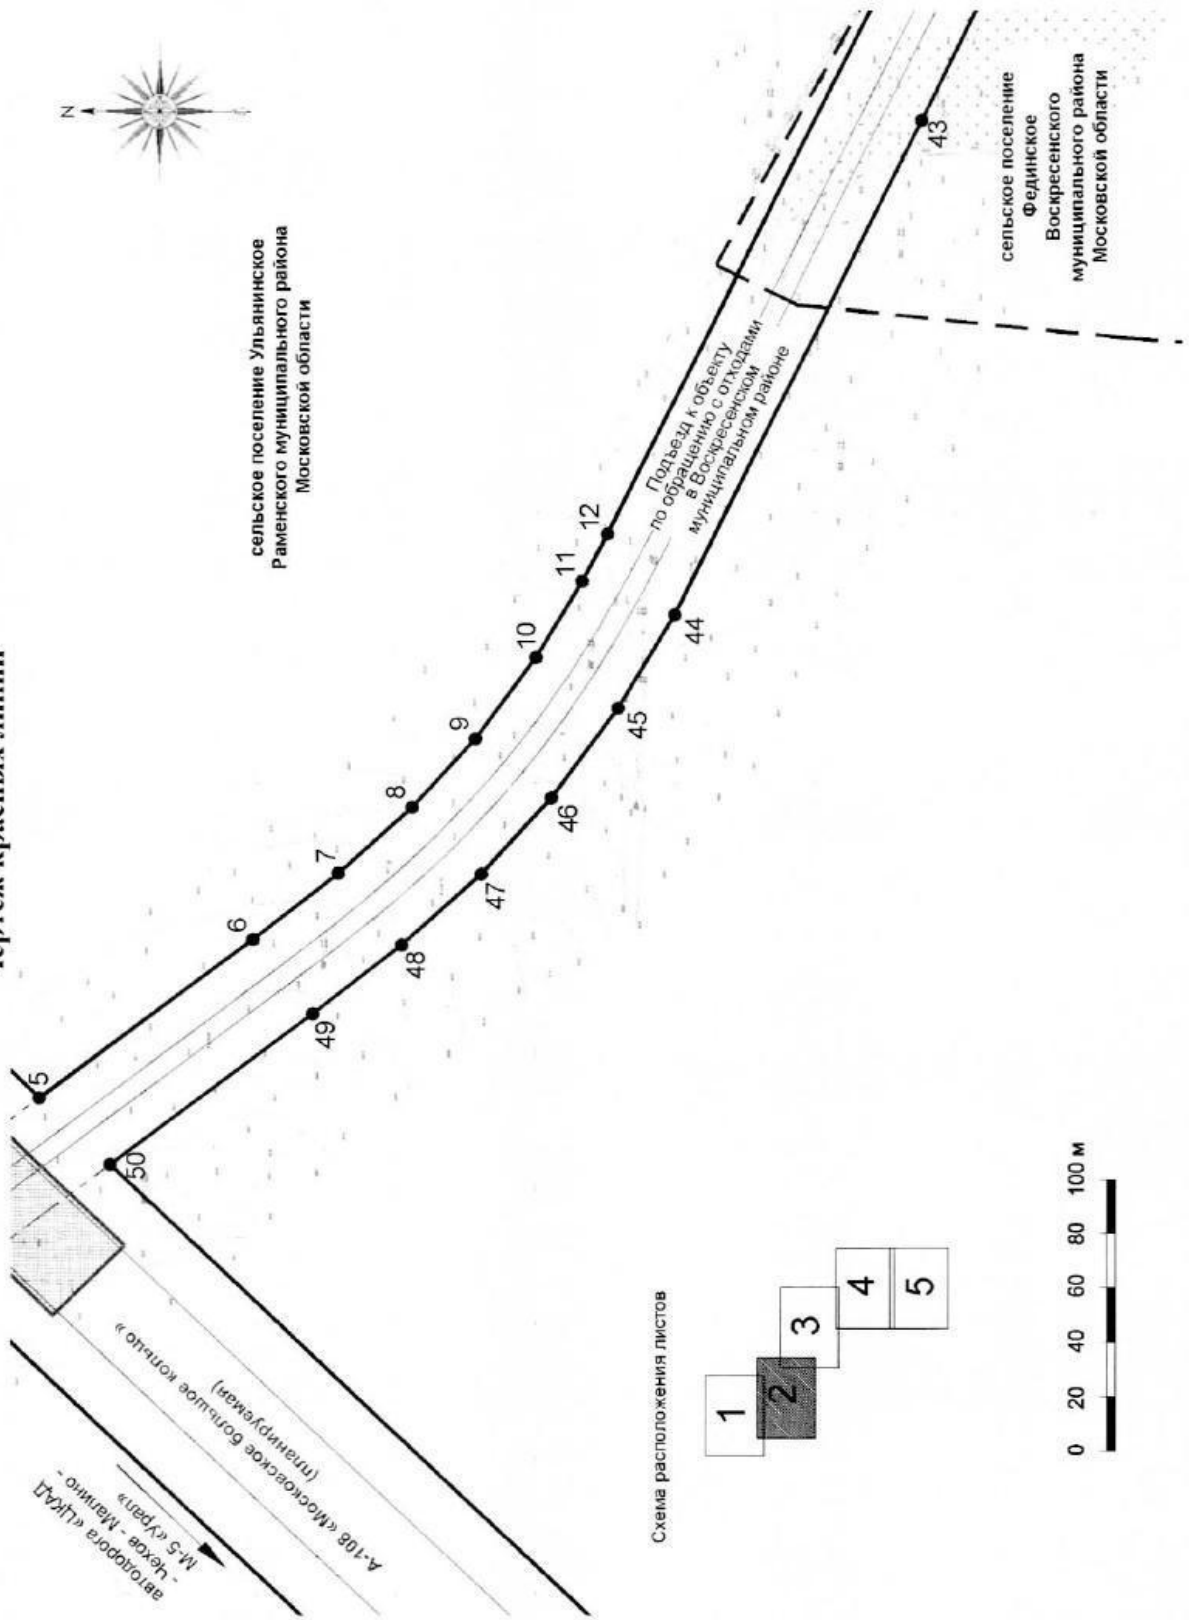 N
сельское поселение Ульянинское
Раменского муниципального района
Московской области
5
6
7
8
9
10
11
12
50
49
48
47
46
45
44
43
Подъезд к объекту
по обращению с отходами
в Воскресенском
муниципальном районе
сельское поселение
Фединское
Воскресенского
муниципального района
Московской области
автодорога «ЦКАД
- Чехов - Малино -
М-5 «Урал»
А-108 «Московское большое кольцо»
(планируемая)
Схема расположения листов
1
2
3
4
5
0 20 40 60 80 100 м